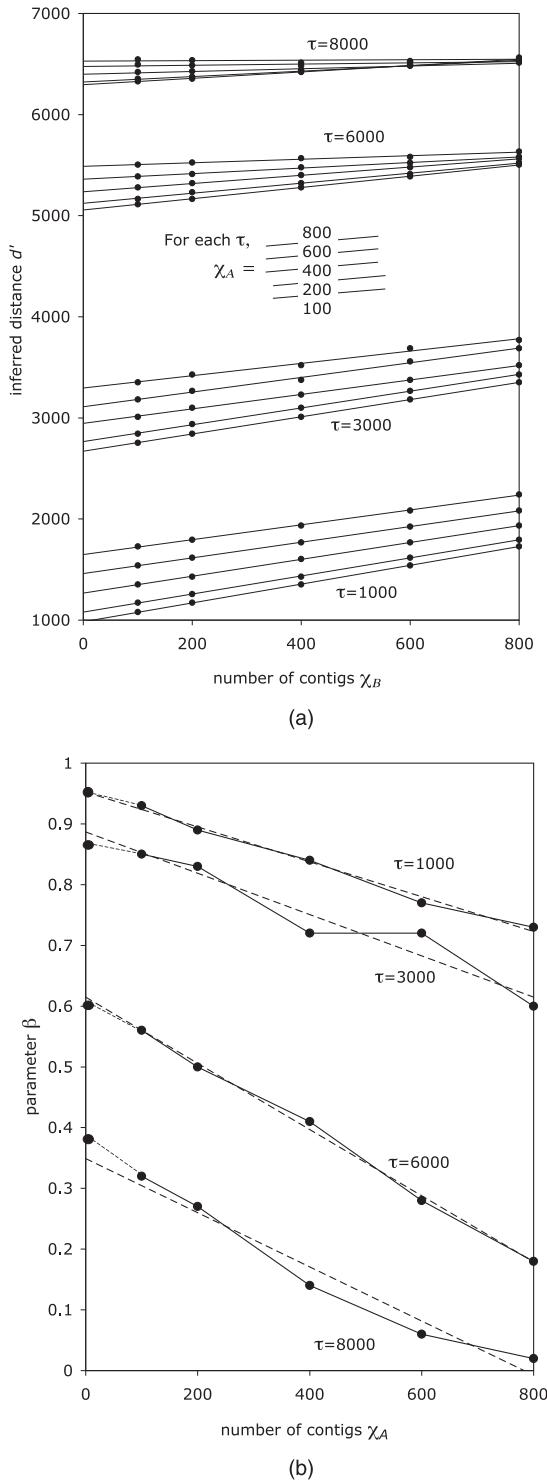 7000
τ=8000
6000
τ=6000
5000
For each τ,
χA =
800
600
400
200
100
4000
inferred distance d'
3000
τ=3000
2000
τ=1000
1000
0 200 400 600 800
number of contigs χB
(a)
1
0.9
τ=1000
0.8
0.7
τ=3000
0.6
parameter β
0.5
0.4
τ=6000
0.3
0.2
0.1
τ=8000
0
0 200 400 600 800
number of contigs χA
(b)